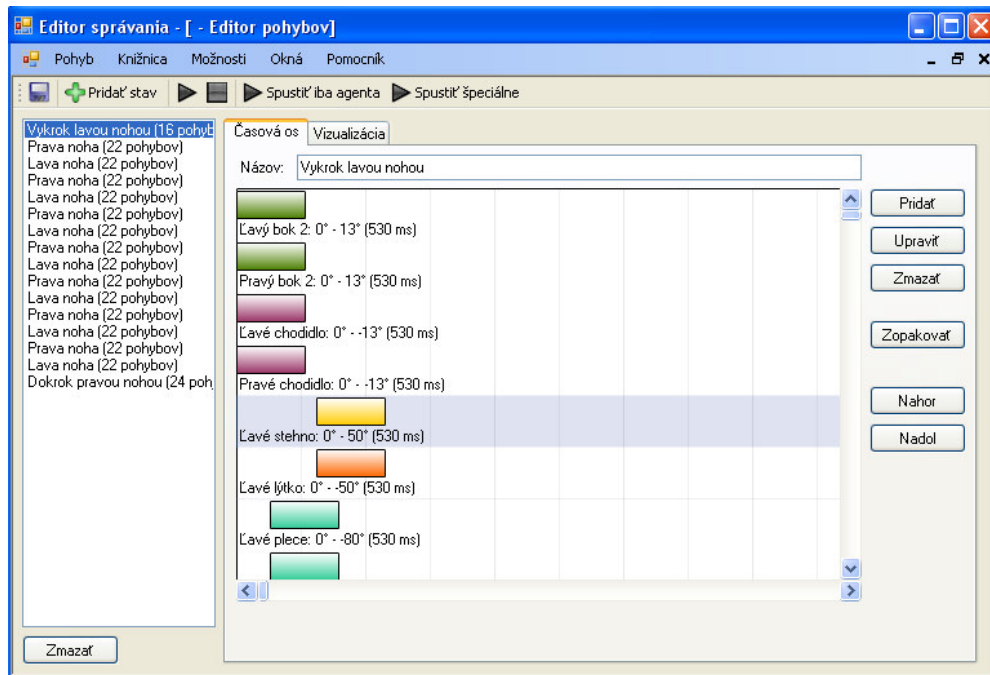 Editor správania - [ - Editor pohybov]
Pohyb Knižnica Možnosti Okná Pomocník
Pridať stav Spustiť iba agenta Spustiť špeciálne
Vykrok lavou nohou (16 pohyb
Prava noha (22 pohybov)
Lava noha (22 pohybov)
Prava noha (22 pohybov)
Lava noha (22 pohybov)
Prava noha (22 pohybov)
Lava noha (22 pohybov)
Prava noha (22 pohybov)
Lava noha (22 pohybov)
Prava noha (22 pohybov)
Lava noha (22 pohybov)
Prava noha (22 pohybov)
Lava noha (22 pohybov)
Prava noha (22 pohybov)
Lava noha (22 pohybov)
Dokrok pravou nohou (24 poh
Zmazať
Časová os Vizualizácia
Názov: Vykrok lavou nohou
Ľavý bok 2: 0° - 13° (530 ms)
Pravý bok 2: 0° - 13° (530 ms)
Ľavé chodidlo: 0° - -13° (530 ms)
Pravé chodidlo: 0° - -13° (530 ms)
Ľavé stehno: 0° - 50° (530 ms)
Ľavé lýtko: 0° - -50° (530 ms)
Ľavé plece: 0° - -80° (530 ms)
Pridať
Upraviť
Zmazať
Zopakovať
Nahor
Nadol